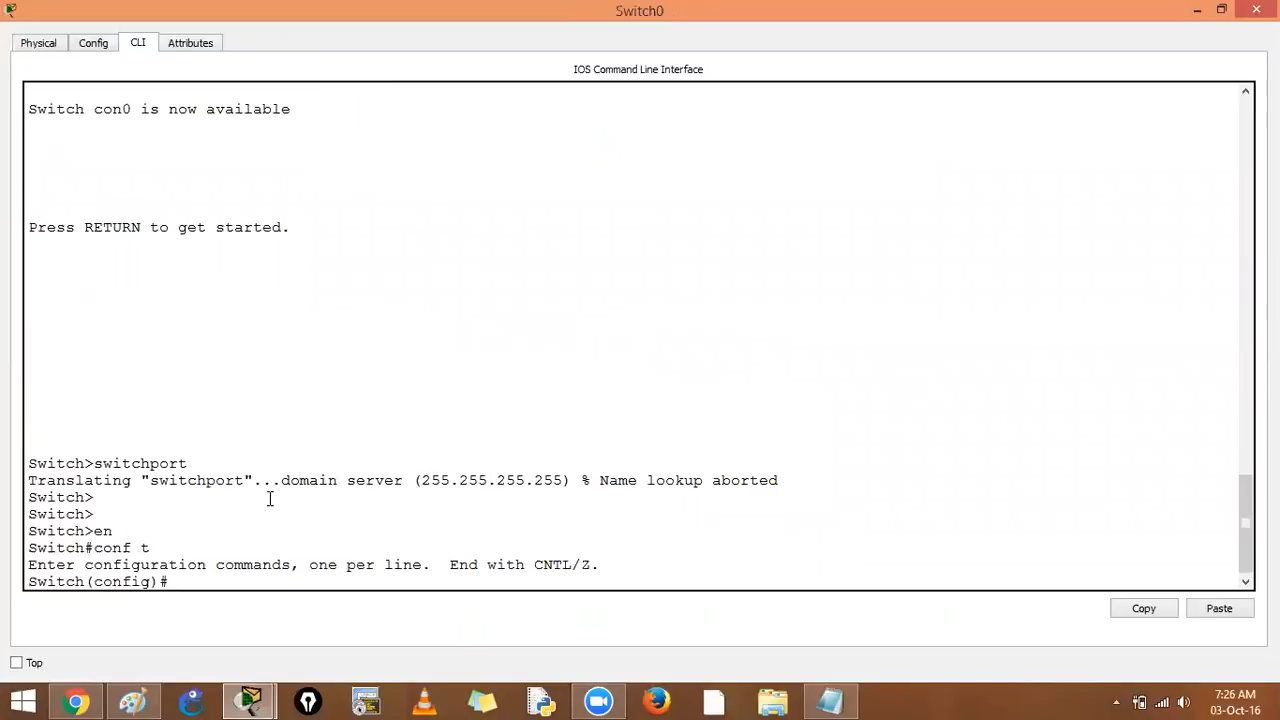 Switch0
Physical Config CLI Attributes
IOS Command Line Interface
Switch con0 is now available
Press RETURN to get started.
Switch>switchport
Translating "switchport"...domain server (255.255.255.255) % Name lookup aborted
Switch>
Switch>
Switch>en
Switch#conf t
Enter configuration commands, one per line.  End with CNTL/Z.
Switch(config)#
Copy Paste
Top
7:26 AM
03-Oct-16